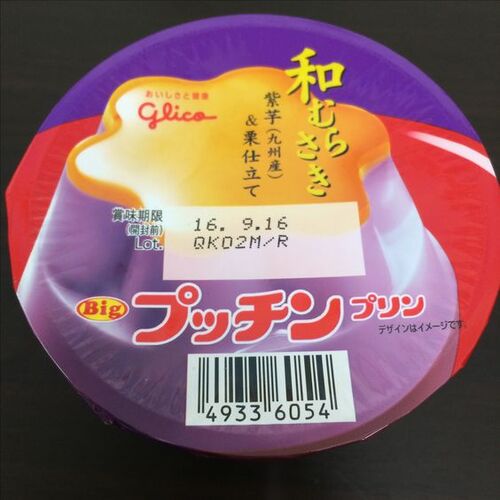 おいしさと健康
glico
和むらさき
紫芋(九州産)
&栗仕立て
賞味期限
(開封前)
Lot.
16. 9.16
QK02M/R
Big プッチンプリン
デザインはイメージです。
4933 6054